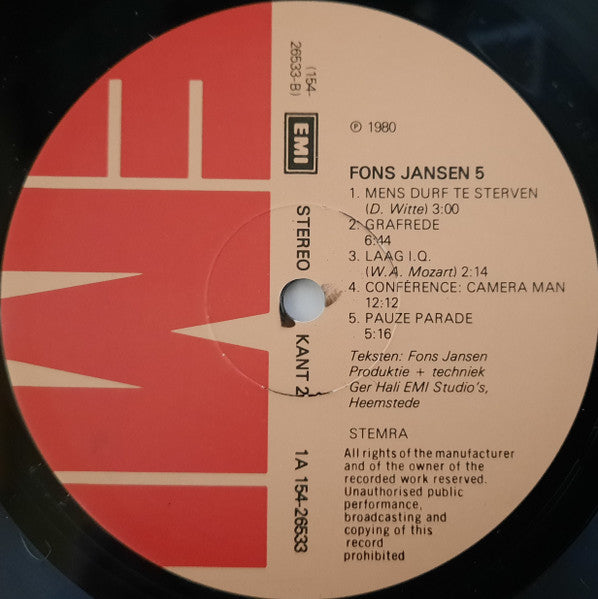 (154-
26533-B)
EMI
STEREO
KANT 2
1A 154-26533
℗ 1980
FONS JANSEN 5
1. MENS DURF TE STERVEN
(D. Witte) 3:00
2. GRAFREDE
6:44
3. LAAG I.Q.
(W.A. Mozart) 2:14
4. CONFÉRENCE: CAMERA MAN
12:12
5. PAUZE PARADE
5:16
Teksten: Fons Jansen
Produktie + techniek
Ger Hali EMI Studio's,
Heemstede
STEMRA
All rights of the manufacturer
and of the owner of the
recorded work reserved.
Unauthorised public
performance,
broadcasting and
copying of this
record
prohibited
EMI